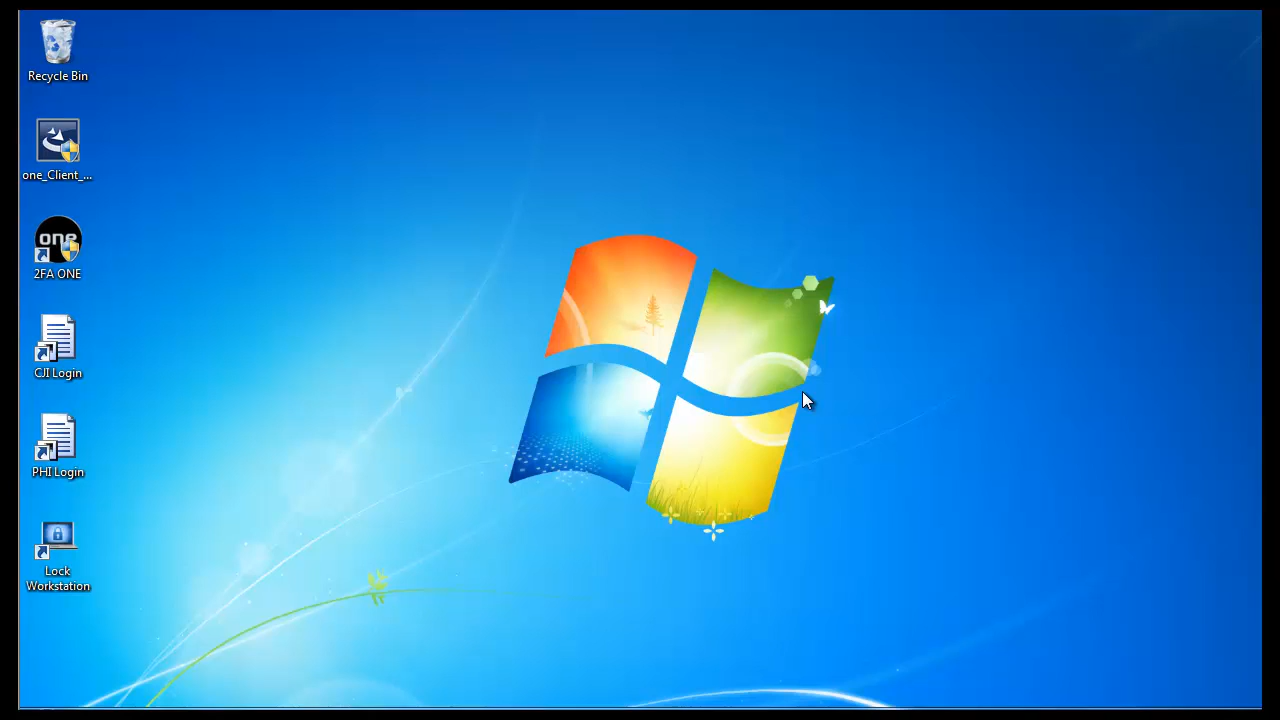 Recycle Bin
one_Client_...
one
2FA ONE
CJI Login
PHI Login
Lock
Workstation